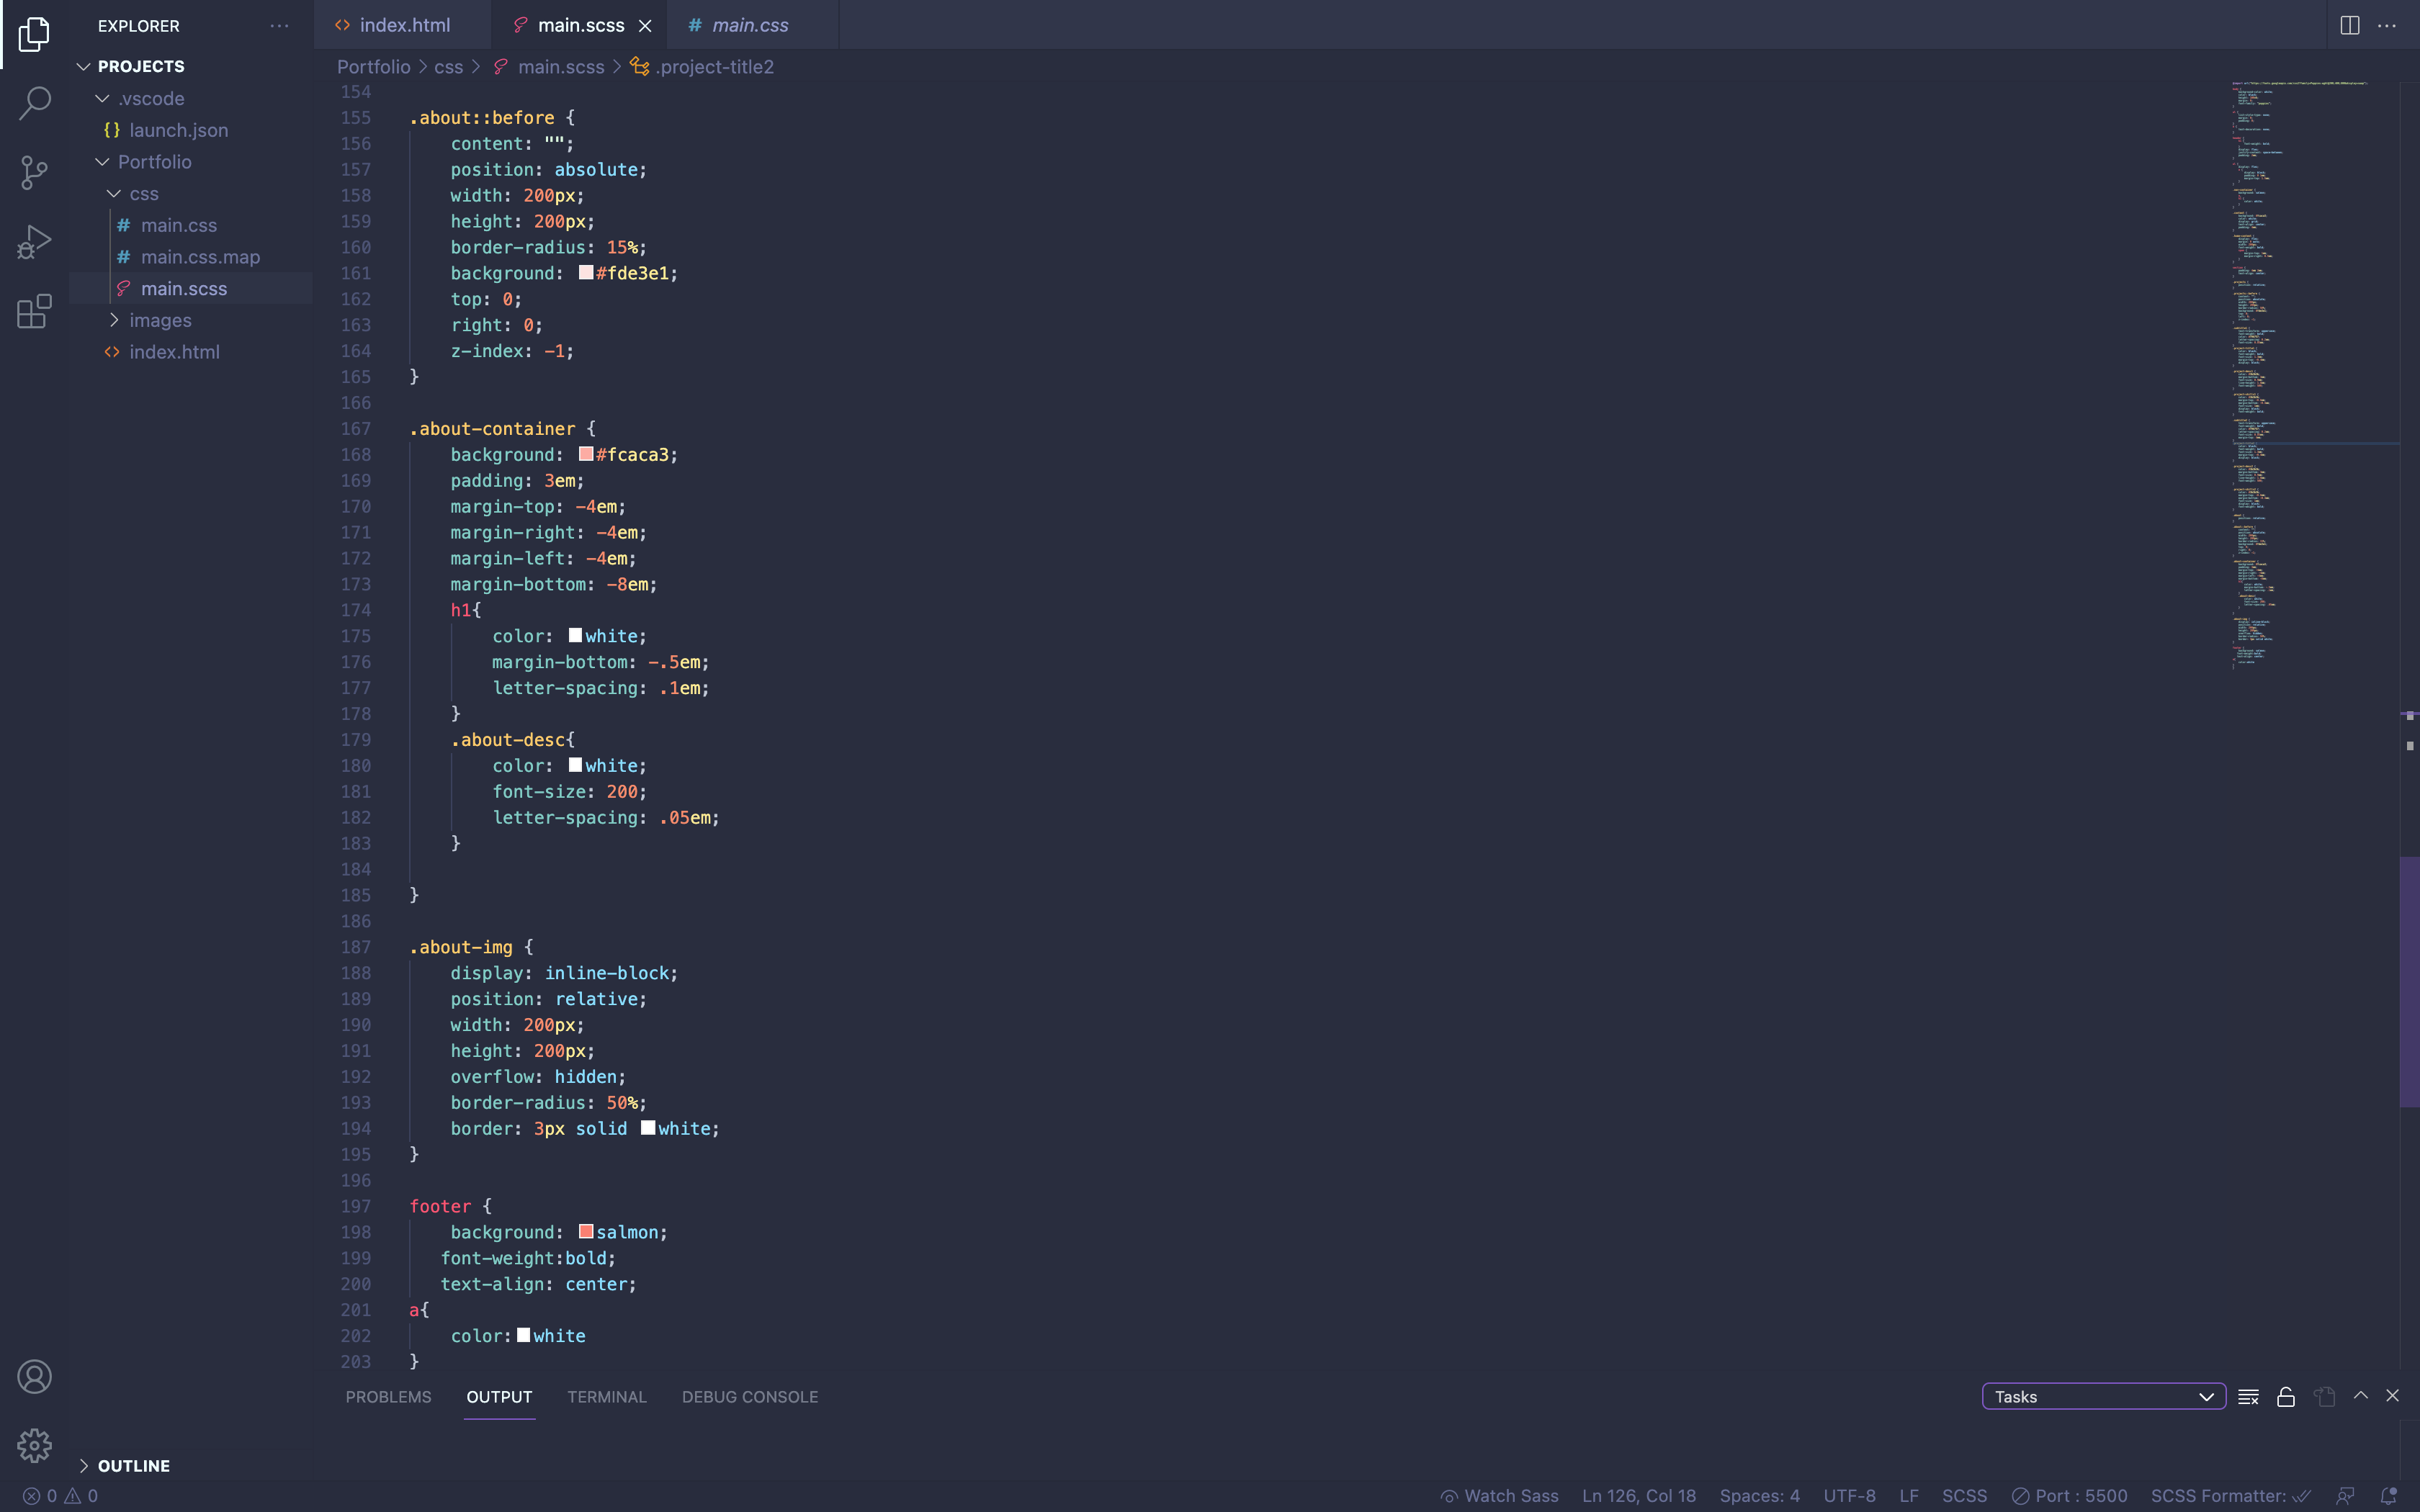 EXPLORER
PROJECTS
.vscode
{} launch.json
Portfolio
css
# main.css
# main.css.map
main.scss
images
<> index.html
OUTLINE
<> index.html
main.scss
# main.css
Portfolio > css > main.scss > .project-title2
154
155 .about::before {
156 content: "";
157 position: absolute;
158 width: 200px;
159 height: 200px;
160 border-radius: 15%;
161 background: #fde3e1;
162 top: 0;
163 right: 0;
164 z-index: -1;
165 }
166
167 .about-container {
168 background: #fcaca3;
169 padding: 3em;
170 margin-top: -4em;
171 margin-right: -4em;
172 margin-left: -4em;
173 margin-bottom: -8em;
174 h1{
175 color: white;
176 margin-bottom: -.5em;
177 letter-spacing: .1em;
178 }
179 .about-desc{
180 color: white;
181 font-size: 200;
182 letter-spacing: .05em;
183 }
184
185 }
186
187 .about-img {
188 display: inline-block;
189 position: relative;
190 width: 200px;
191 height: 200px;
192 overflow: hidden;
193 border-radius: 50%;
194 border: 3px solid white;
195 }
196
197 footer {
198 background: salmon;
199 font-weight:bold;
200 text-align: center;
201 a{
202 color:white
203 }
PROBLEMS OUTPUT TERMINAL DEBUG CONSOLE
Tasks
0 0
Watch Sass Ln 126, Col 18 Spaces: 4 UTF-8 LF SCSS Port : 5500 SCSS Formatter: